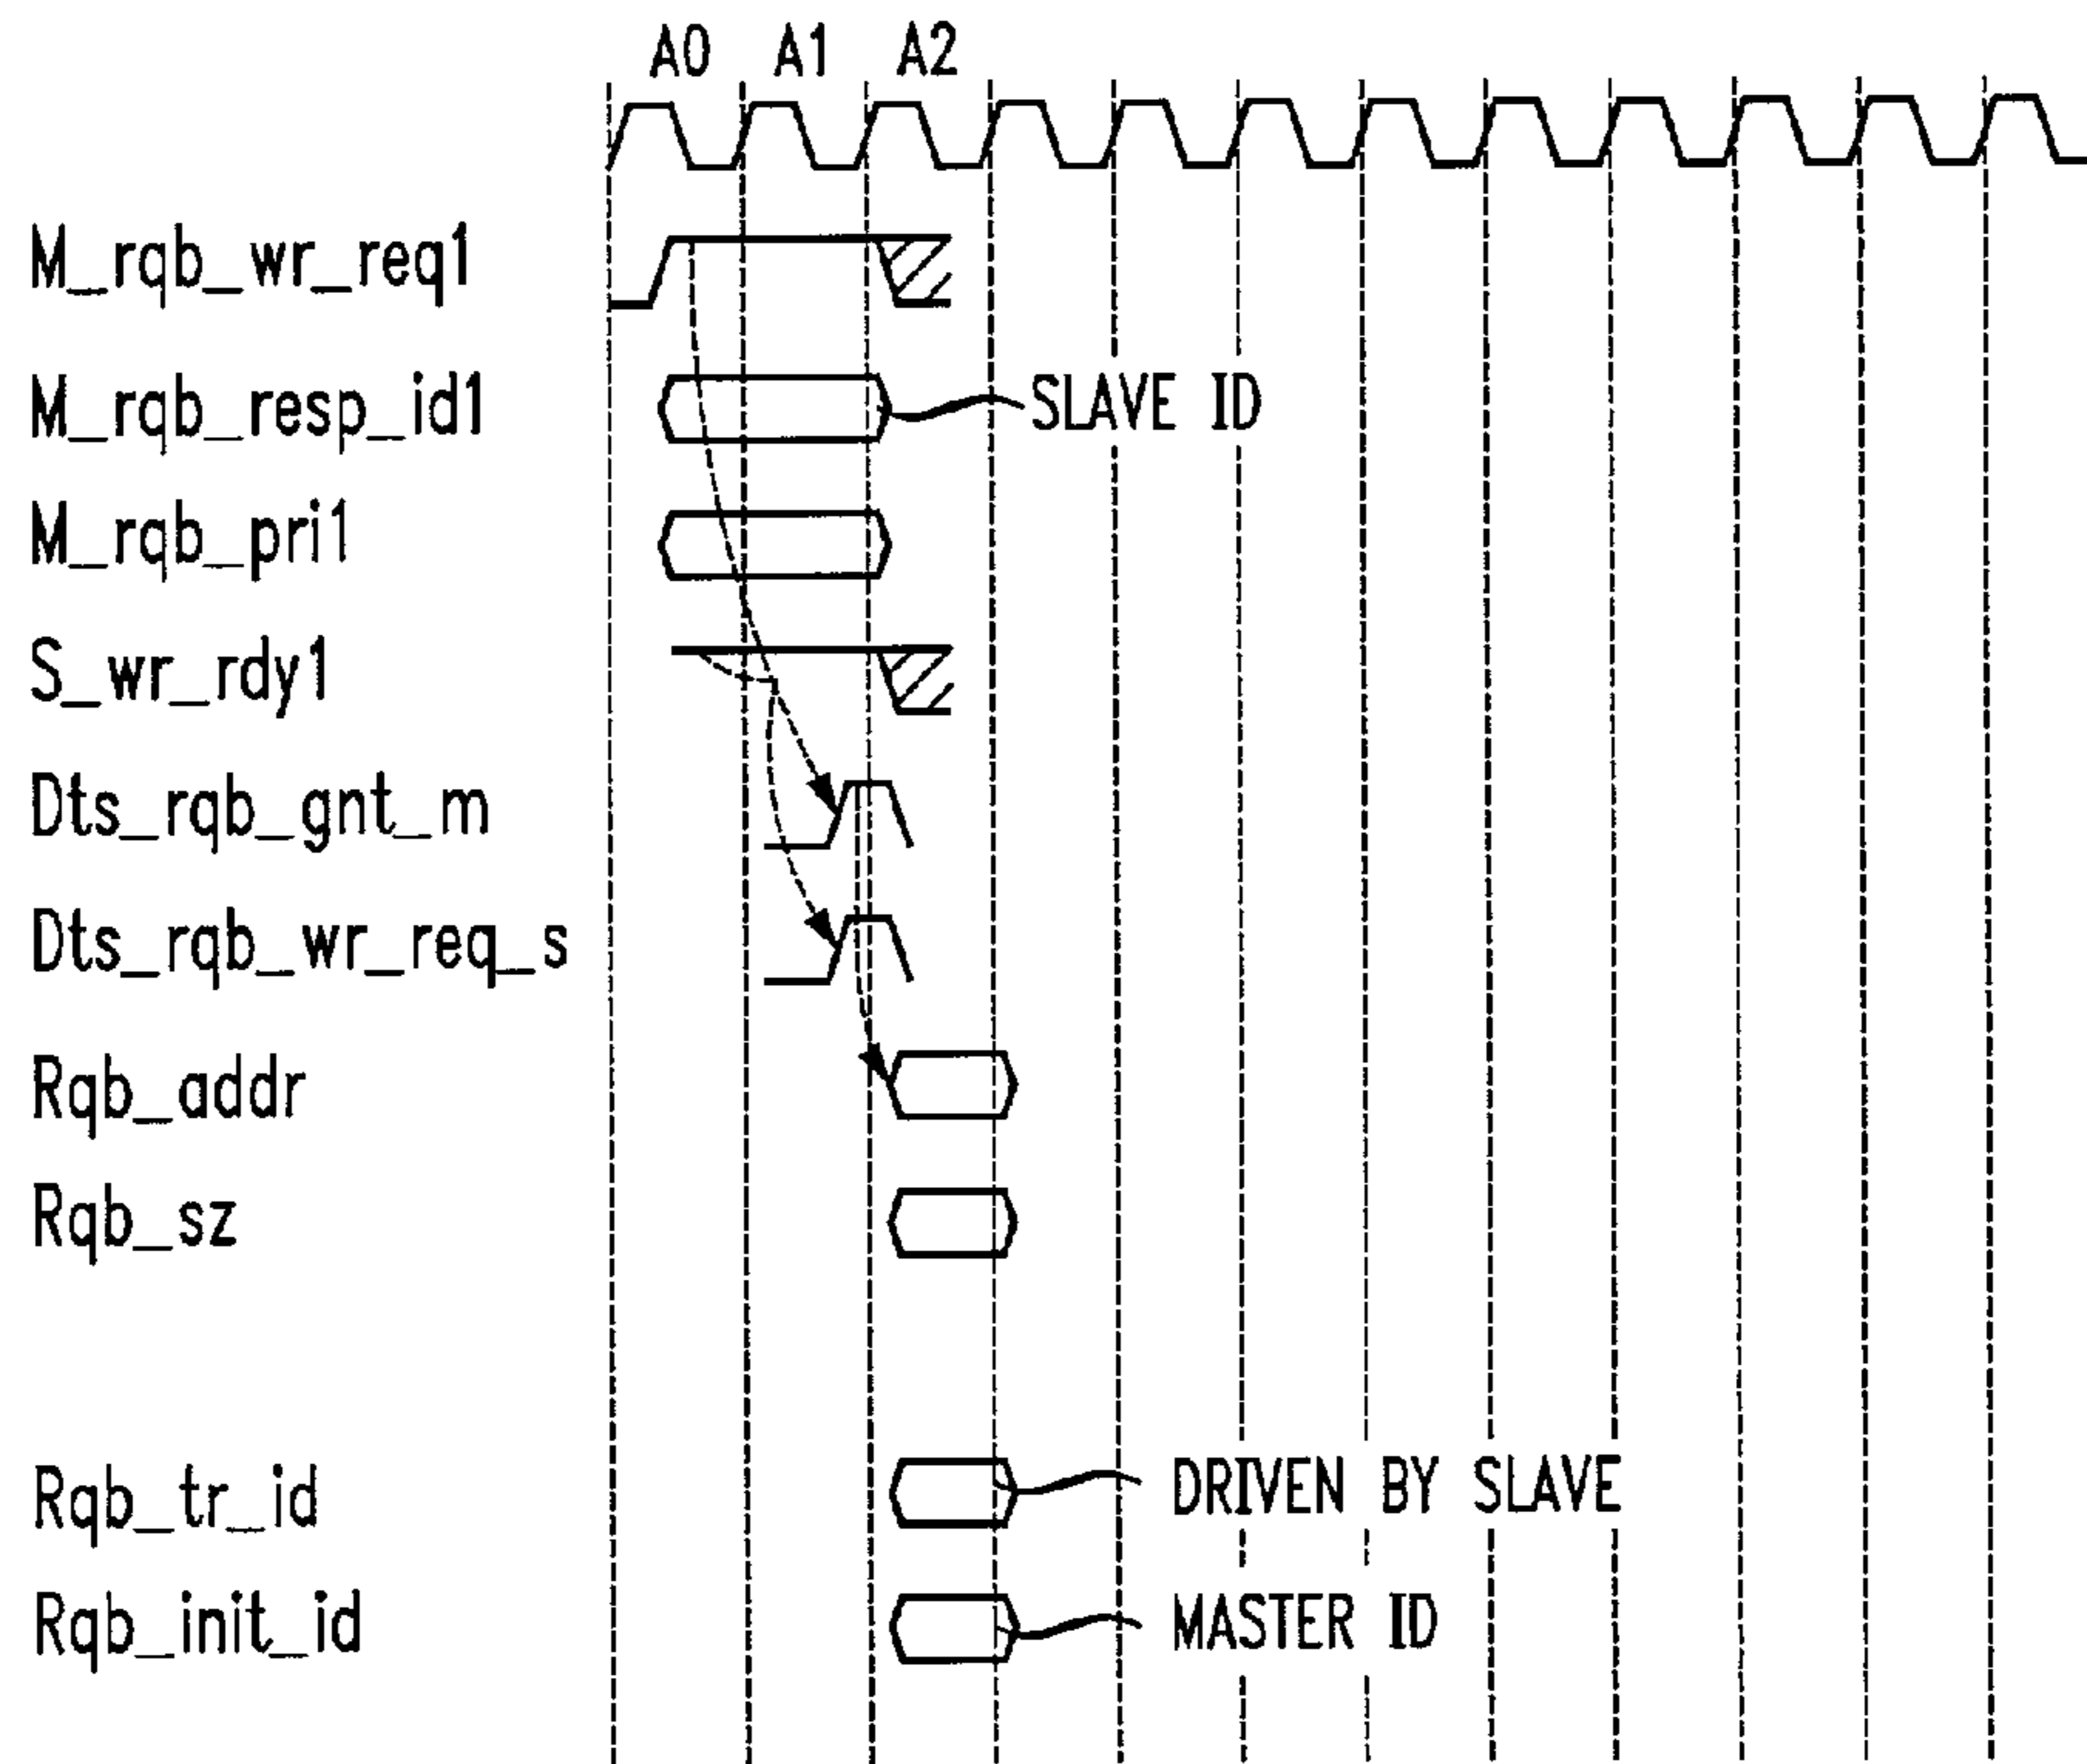 A0 A1 A2
M_rqb_wr_req1
M_rqb_resp_id1 SLAVE ID
M_rqb_pri1
S_wr_rdy1
Dts_rqb_gnt_m
Dts_rqb_wr_req_s
Rqb_addr
Rqb_sz
Rqb_tr_id DRIVEN BY SLAVE
Rqb_init_id MASTER ID